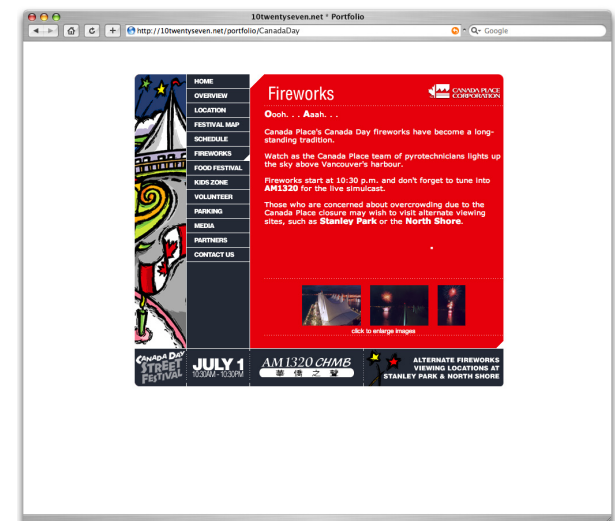 10twentyseven.net * Portfolio
http://10twentyseven.net/portfolio/CanadaDay
Google
HOME
OVERVIEW
LOCATION
FESTIVAL MAP
SCHEDULE
FIREWORKS
FOOD FESTIVAL
KIDS ZONE
VOLUNTEER
PARKING
MEDIA
PARTNERS
CONTACT US
Fireworks
CANADA PLACE
CORPORATION
Oooh. . . Aaah. . .
Canada Place's Canada Day fireworks have become a long-
standing tradition.
Watch as the Canada Place team of pyrotechnicians lights up
the sky above Vancouver's harbour.
Fireworks start at 10:30 p.m. and don't forget to tune into
AM1320 for the live simulcast.
Those who are concerned about overcrowding due to the
Canada Place closure may wish to visit alternate viewing
sites, such as Stanley Park or the North Shore.
click to enlarge images
CANADA DAY
STREET
FESTIVAL
JULY 1
10:30AM - 10:30PM
AM 1320 CHMB
華 僑 之 聲
ALTERNATE FIREWORKS
VIEWING LOCATIONS AT
STANLEY PARK & NORTH SHORE